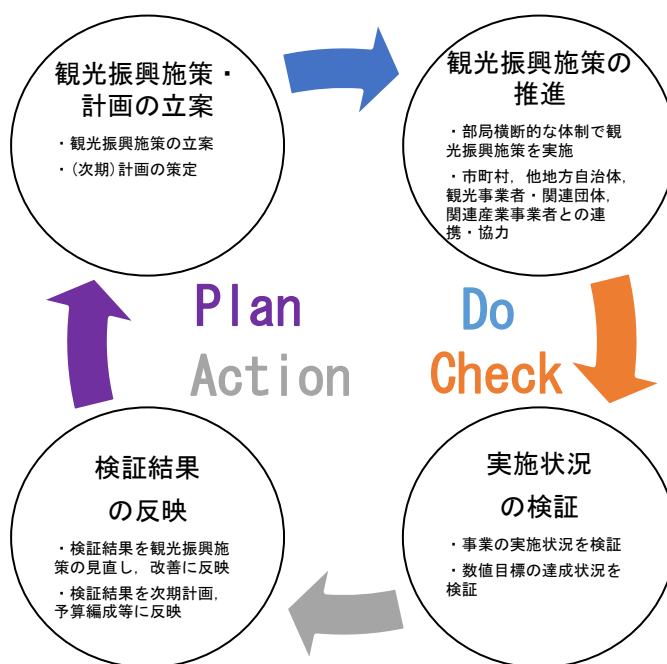 観光振興施策・
計画の立案
・観光振興施策の立案
・(次期)計画の策定
観光振興施策の
推進
・部局横断的な体制で観
光振興施策を実施
・市町村，他地方自治体，
観光事業者・関連団体，
関連産業事業者との連
携・協力
Plan
Do
Action
Check
検証結果
の反映
・検証結果を観光振興施
策の見直し，改善に反映
・検証結果を次期計画，
予算編成等に反映
実施状況
の検証
・事業の実施状況を検証
・数値目標の達成状況を
検証